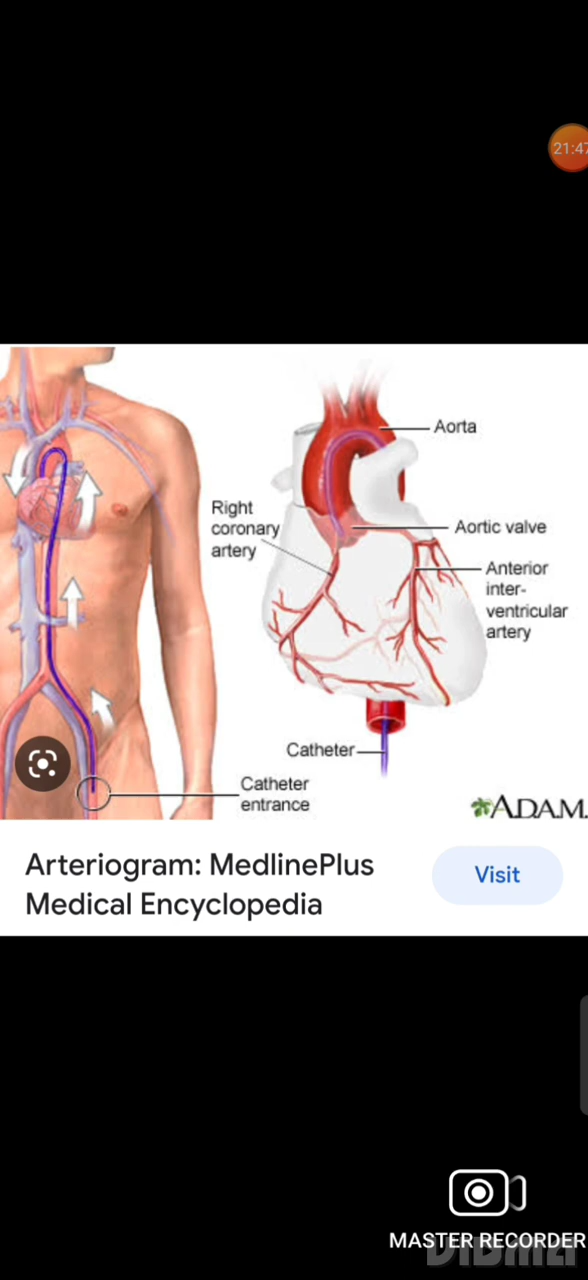 21:47
Aorta
Right
coronary
artery
Aortic valve
Anterior
inter-
ventricular
artery
Catheter
Catheter
entrance
A.D.A.M.
Arteriogram: MedlinePlus
Medical Encyclopedia
Visit
MASTER RECORDER